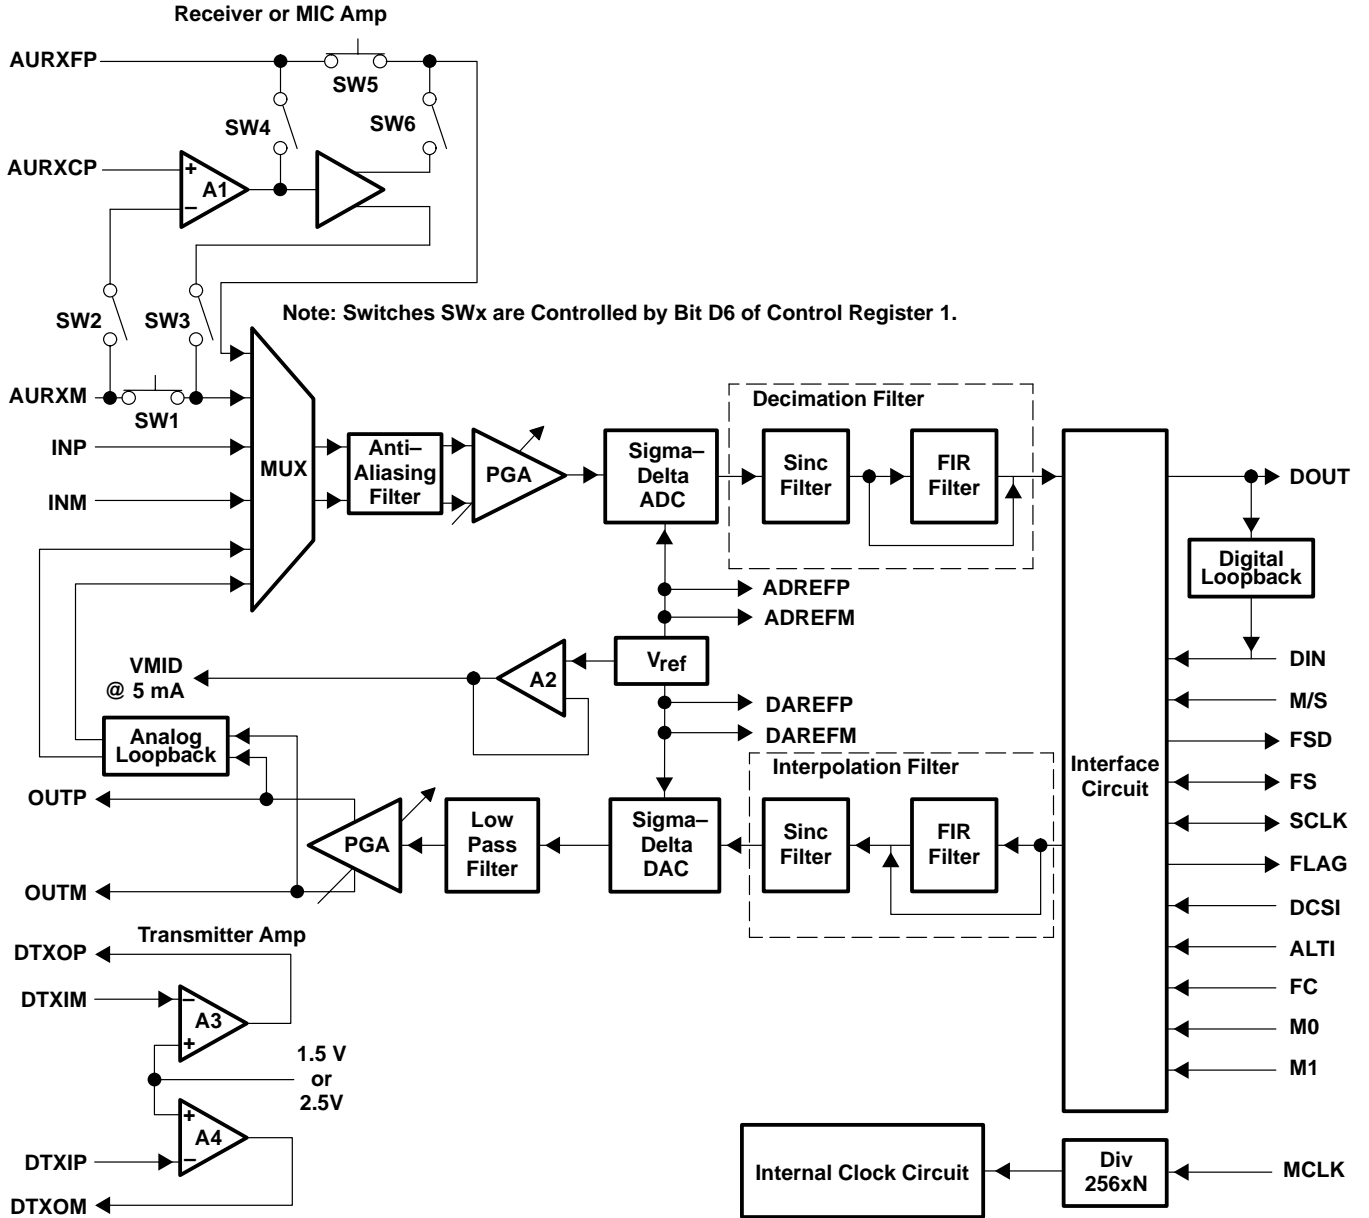 Receiver or MIC Amp
AURXFP
SW5
SW4
SW6
AURXCP
+
A1
−
SW2
SW3
Note: Switches SWx are Controlled by Bit D6 of Control Register 1.
AURXM
SW1
INP
INM
MUX
Anti–
Aliasing
Filter
PGA
Sigma–
Delta
ADC
Decimation Filter
Sinc
Filter
FIR
Filter
DOUT
Digital
Loopback
ADREFP
ADREFM
VMID
@ 5 mA
A2
Vref
DIN
M/S
DAREFP
DAREFM
Analog
Loopback
Interpolation Filter
Interface
Circuit
FSD
FS
SCLK
FLAG
OUTP
PGA
Low
Pass
Filter
Sigma–
Delta
DAC
Sinc
Filter
FIR
Filter
OUTM
DCSI
ALTI
FC
M0
M1
Transmitter Amp
DTXOP
DTXIM
−
A3
+
1.5 V
or
2.5V
+
A4
−
DTXIP
DTXOM
Internal Clock Circuit
Div
256xN
MCLK